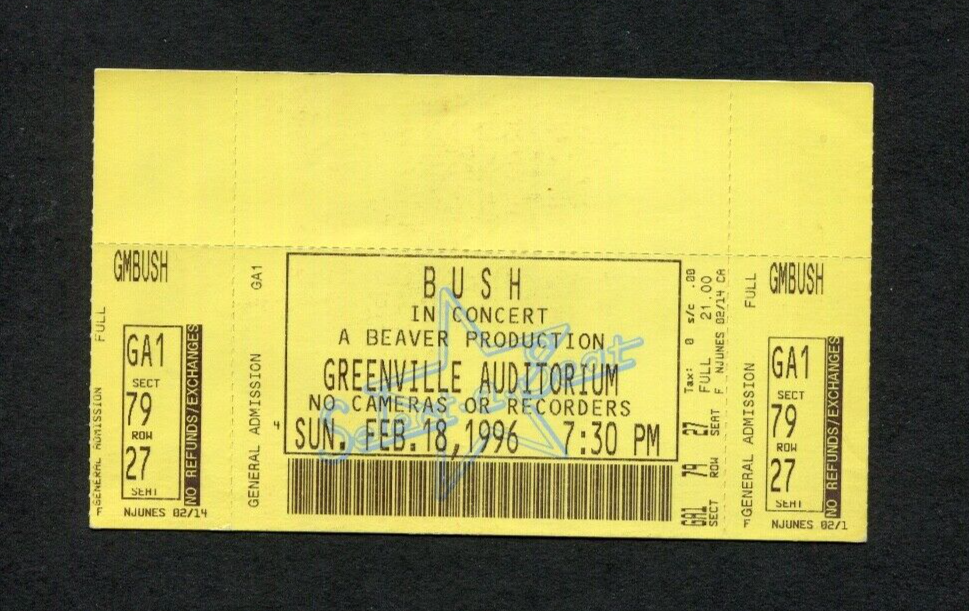 GMBUSH
FULL
GENERAL ADMISSION
F
GA1
SECT
79
ROW
27
SEAT
NO REFUNDS/EXCHANGES
NJUNES 02/14
GA1
GENERAL ADMISSION
F
BUSH
IN CONCERT
A BEAVER PRODUCTION
GREENVILLE AUDITORIUM
NO CAMERAS OR RECORDERS
SUN. FEB.18,1996 7:30 PM
Select-A-Seat
GA1 79 27 Tax: 0 s/c .00
SECT ROW SEAT FULL 21.00
F NJUNES 02/14 CA
FULL
GENERAL ADMISSION
F
GMBUSH
GA1
SECT
79
ROW
27
SEAT
NO REFUNDS/EXCHANGES
NJUNES 02/1